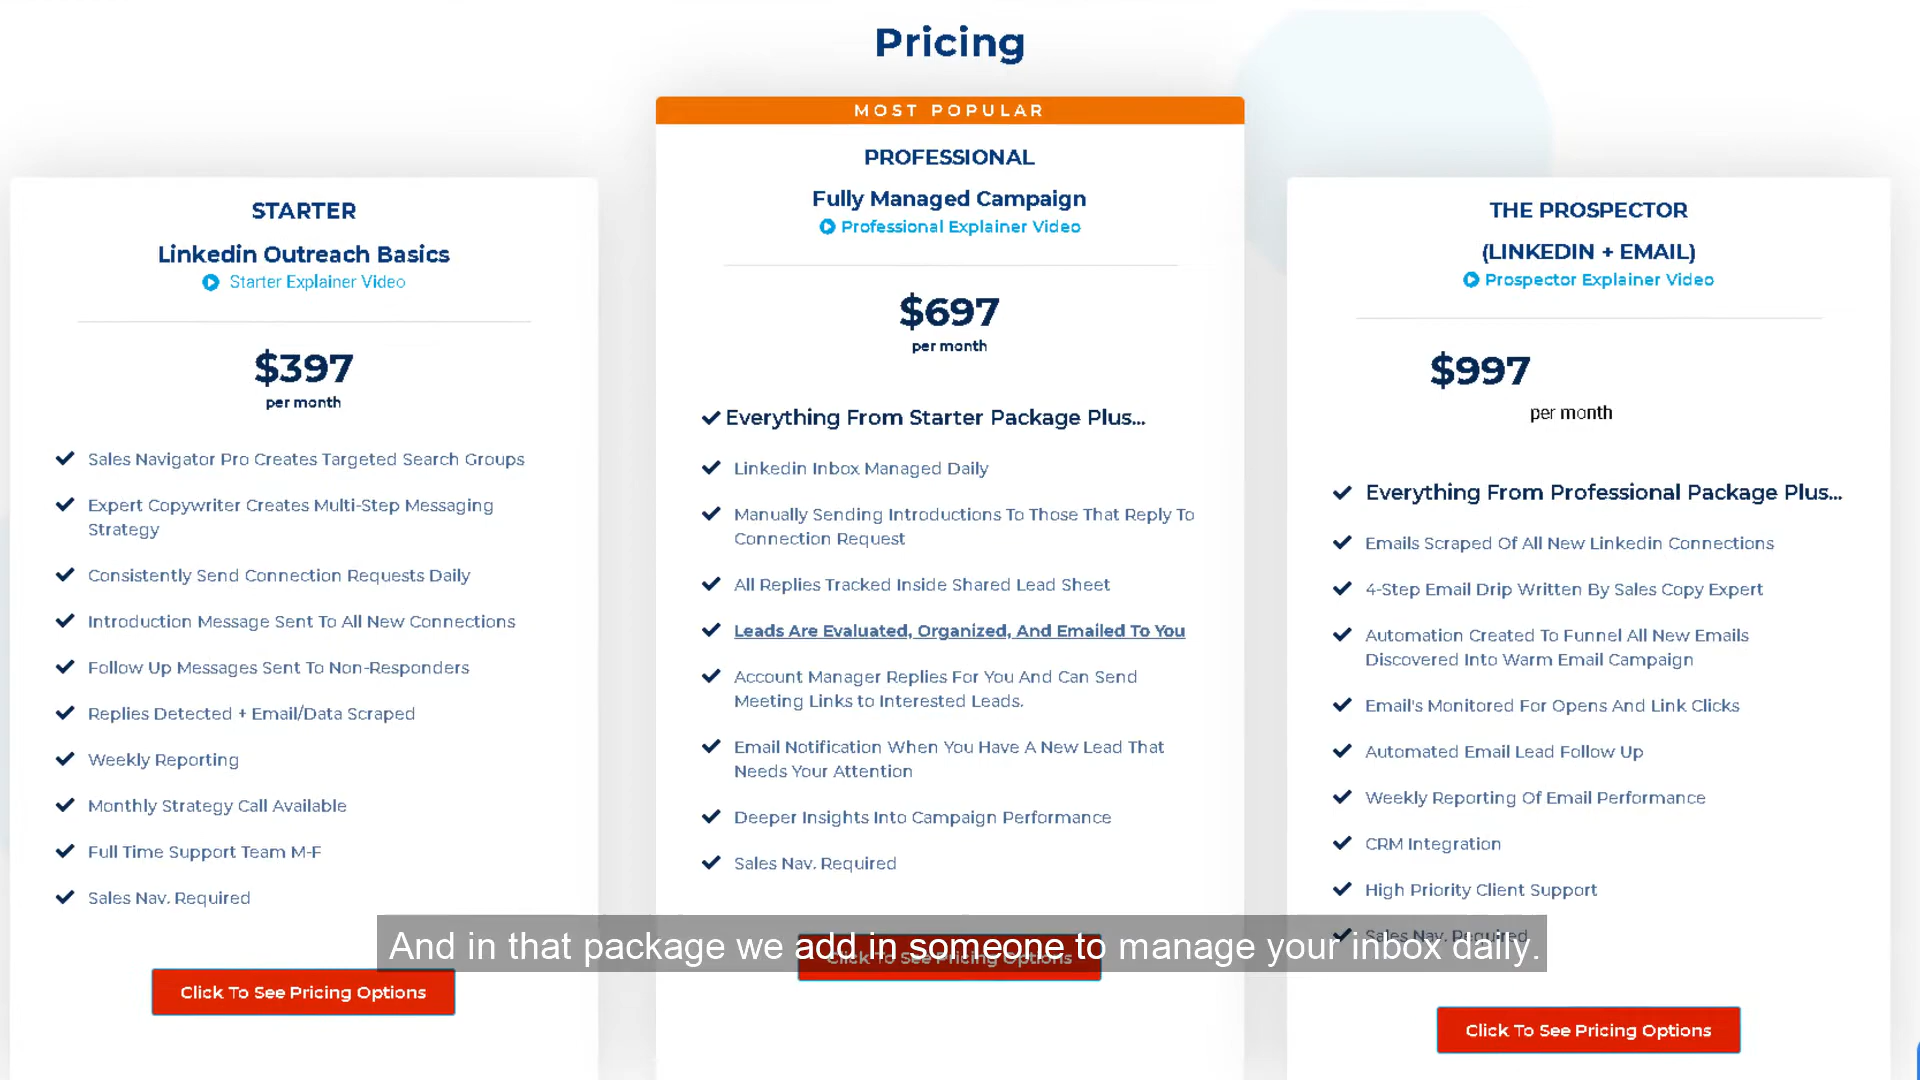 Pricing
MOST POPULAR
STARTER
Linkedin Outreach Basics
Starter Explainer Video
$397
per month
Sales Navigator Pro Creates Targeted Search Groups
Expert Copywriter Creates Multi-Step Messaging
Strategy
Consistently Send Connection Requests Daily
Introduction Message Sent To All New Connections
Follow Up Messages Sent To Non-Responders
Replies Detected + Email/Data Scraped
Weekly Reporting
Monthly Strategy Call Available
Full Time Support Team M-F
Sales Nav. Required
Click To See Pricing Options
PROFESSIONAL
Fully Managed Campaign
Professional Explainer Video
$697
per month
Everything From Starter Package Plus...
Linkedin Inbox Managed Daily
Manually Sending Introductions To Those That Reply To
Connection Request
All Replies Tracked Inside Shared Lead Sheet
Leads Are Evaluated, Organized, And Emailed To You
Account Manager Replies For You And Can Send
Meeting Links to Interested Leads.
Email Notification When You Have A New Lead That
Needs Your Attention
Deeper Insights Into Campaign Performance
Sales Nav. Required
Click To See Pricing Options
THE PROSPECTOR
(LINKEDIN + EMAIL)
Prospector Explainer Video
$997
per month
Everything From Professional Package Plus...
Emails Scraped Of All New Linkedin Connections
4-Step Email Drip Written By Sales Copy Expert
Automation Created To Funnel All New Emails
Discovered Into Warm Email Campaign
Email's Monitored For Opens And Link Clicks
Automated Email Lead Follow Up
Weekly Reporting Of Email Performance
CRM Integration
High Priority Client Support
Sales Nav. Required
Click To See Pricing Options
And in that package we add in someone to manage your inbox daily.